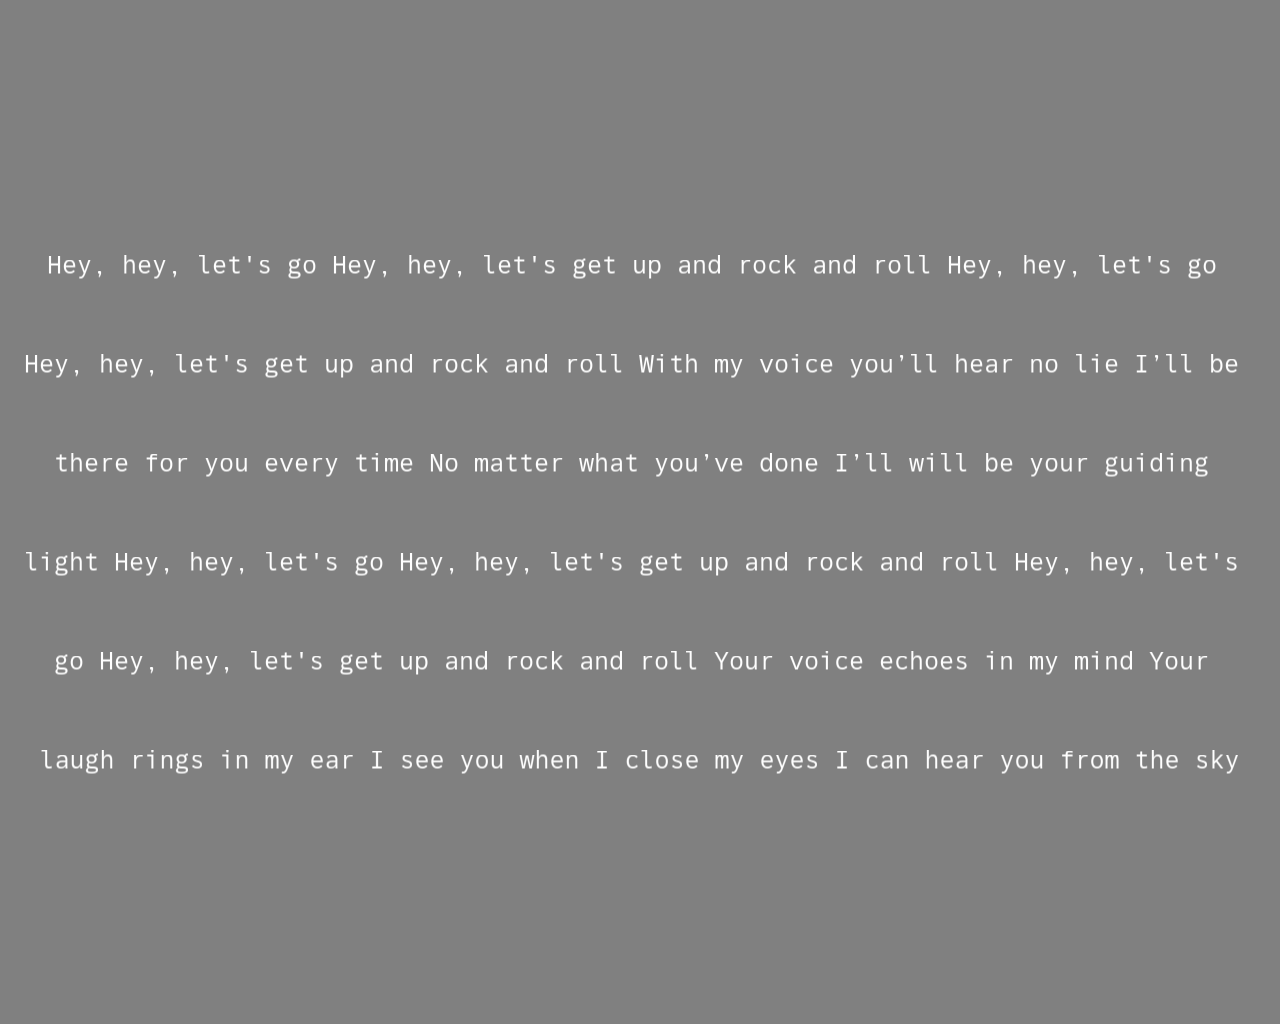 Hey, hey, let's go Hey, hey, let's get up and rock and roll Hey, hey, let's go
Hey, hey, let's get up and rock and roll With my voice you’ll hear no lie I’ll be
there for you every time No matter what you’ve done I’ll will be your guiding
light Hey, hey, let's go Hey, hey, let's get up and rock and roll Hey, hey, let's
go Hey, hey, let's get up and rock and roll Your voice echoes in my mind Your
laugh rings in my ear I see you when I close my eyes I can hear you from the sky